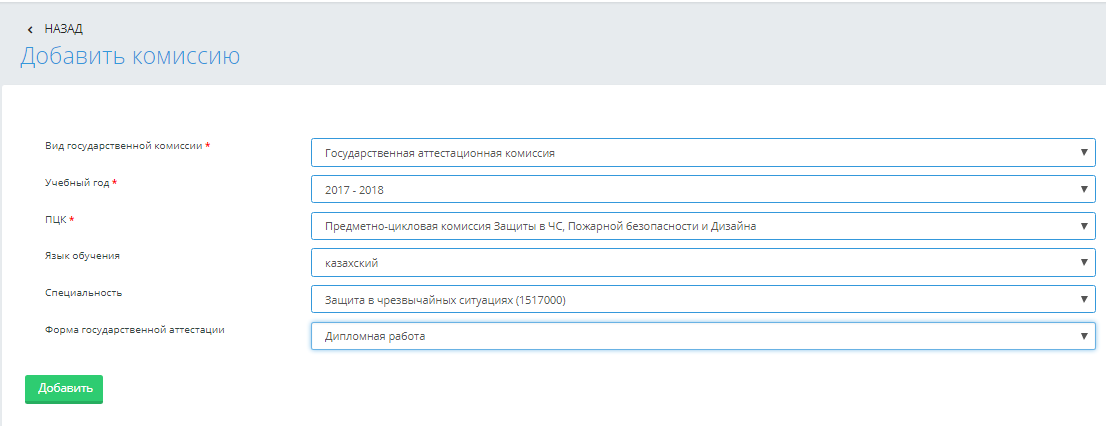 НАЗАД
Добавить комиссию
Вид государственной комиссии *
Государственная аттестационная комиссия
Учебный год *
2017 - 2018
ПЦК *
Предметно-цикловая комиссия Защиты в ЧС, Пожарной безопасности и Дизайна
Язык обучения
казахский
Специальность
Защита в чрезвычайных ситуациях (1517000)
Форма государственной аттестации
Дипломная работа
Добавить